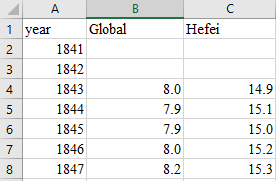 A B C
1 year Global Hefei
2 1841
3 1842
4 1843 8.0 14.9
5 1844 7.9 15.1
6 1845 7.9 15.0
7 1846 8.0 15.2
8 1847 8.2 15.3